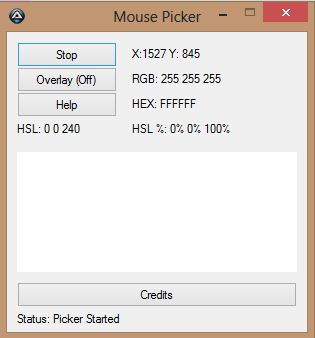 Mouse Picker
Stop
X:1527 Y: 845
Overlay (Off)
RGB: 255 255 255
Help
HEX: FFFFFF
HSL: 0 0 240
HSL %: 0% 0% 100%
Credits
Status: Picker Started